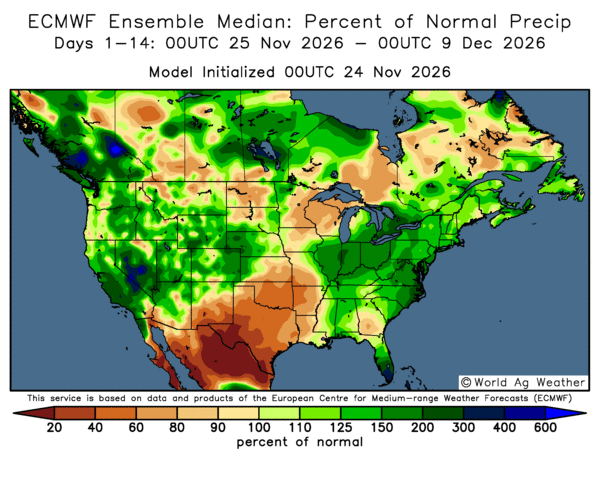 ECMWF Ensemble Median: Percent of Normal Precip
Days 1–14: 00UTC 25 Nov 2026 – 00UTC 9 Dec 2026
Model Initialized 00UTC 24 Nov 2026
©World Ag Weather
This service is based on data and products of the European Centre for Medium-range Weather Forecasts (ECMWF)
20 40 60 80 90 100 110 125 150 200 300 400 600
percent of normal